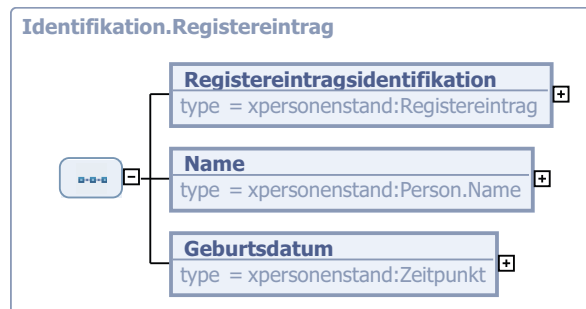 Identifikation.Registereintrag
Registereintragsidentifikation
type = xpersonenstand:Registereintrag
Name
type = xpersonenstand:Person.Name
Geburtsdatum
type = xpersonenstand:Zeitpunkt